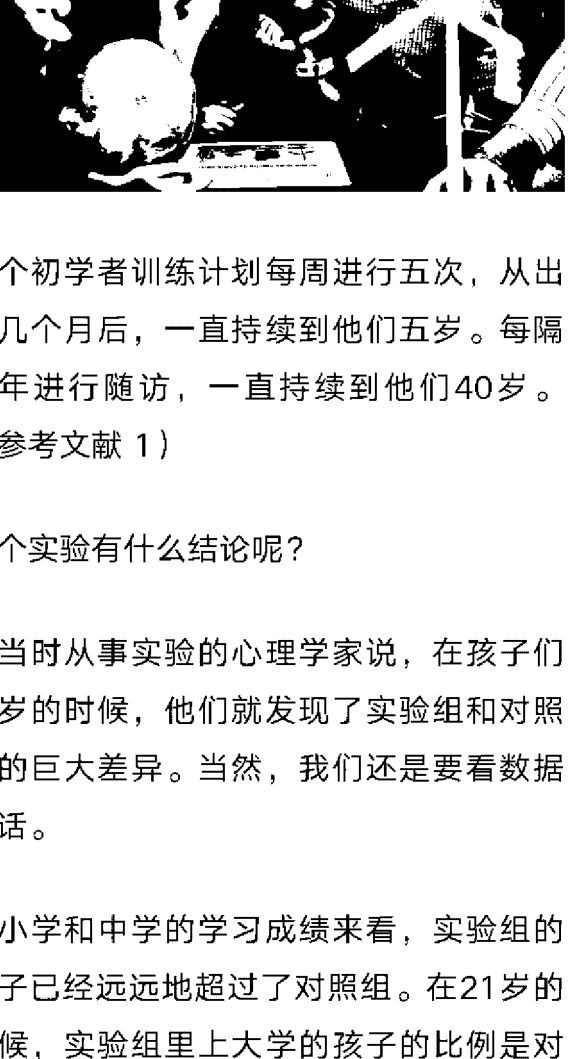 个初学者训练计划每周进行五次，从出
几个月后，一直持续到他们五岁。每隔
年进行随访，一直持续到他们40岁。
参考文献 1）
个实验有什么结论呢？
当时从事实验的心理学家说，在孩子们
岁的时候，他们就发现了实验组和对照
的巨大差异。当然，我们还是要看数据
话。
小学和中学的学习成绩来看，实验组的
子已经远远地超过了对照组。在21岁的
候，实验组里上大学的孩子的比例是对